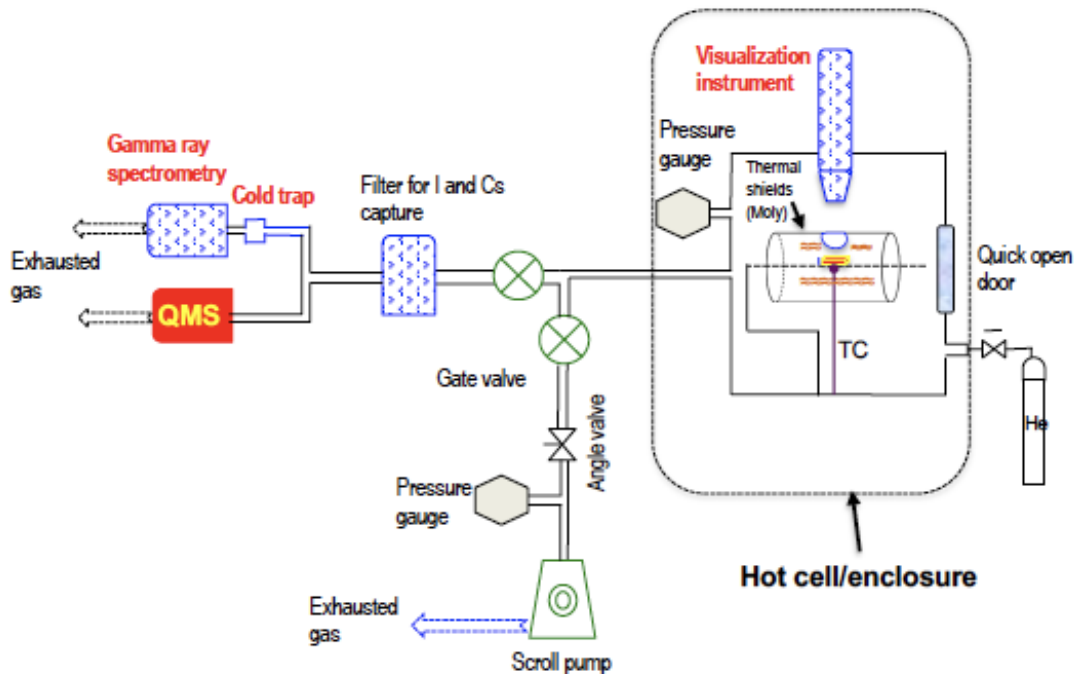 Visualization
instrument
Pressure
gauge
Thermal
shields
(Moly)
Gamma ray
spectrometry
Cold trap
Filter for I and Cs
capture
Exhausted
gas
QMS
Quick open
door
TC
Gate valve
Angle valve
He
Pressure
gauge
Hot cell/enclosure
Exhausted
gas
Scroll pump